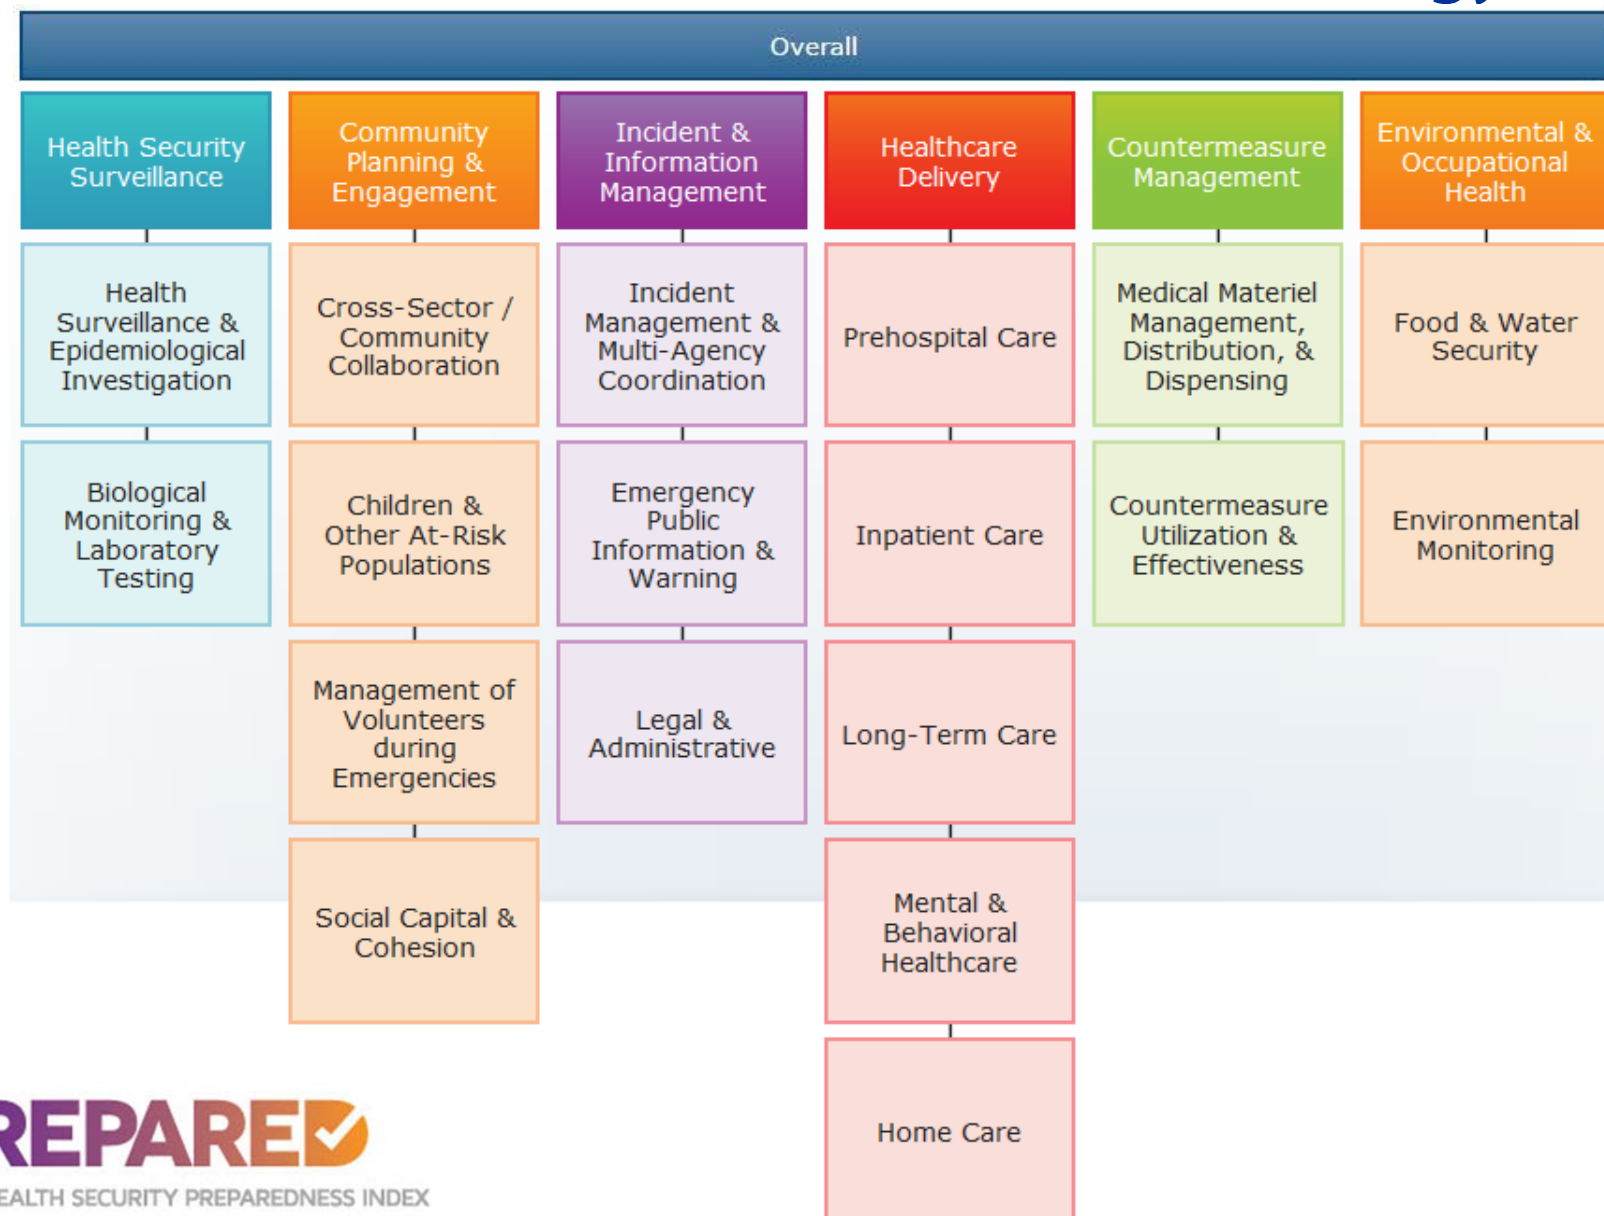 Overall
Health Security
Surveillance
Health
Surveillance &
Epidemiological
Investigation
Biological
Monitoring &
Laboratory
Testing
Community
Planning &
Engagement
Cross-Sector /
Community
Collaboration
Children &
Other At-Risk
Populations
Management of
Volunteers
during
Emergencies
Social Capital &
Cohesion
Incident &
Information
Management
Incident
Management &
Multi-Agency
Coordination
Emergency
Public
Information &
Warning
Legal &
Administrative
Healthcare
Delivery
Prehospital Care
Inpatient Care
Long-Term Care
Mental &
Behavioral
Healthcare
Home Care
Countermeasure
Management
Medical Materiel
Management,
Distribution, &
Dispensing
Countermeasure
Utilization &
Effectiveness
Environmental &
Occupational
Health
Food & Water
Security
Environmental
Monitoring
REPARED
EALTH SECURITY PREPAREDNESS INDEX